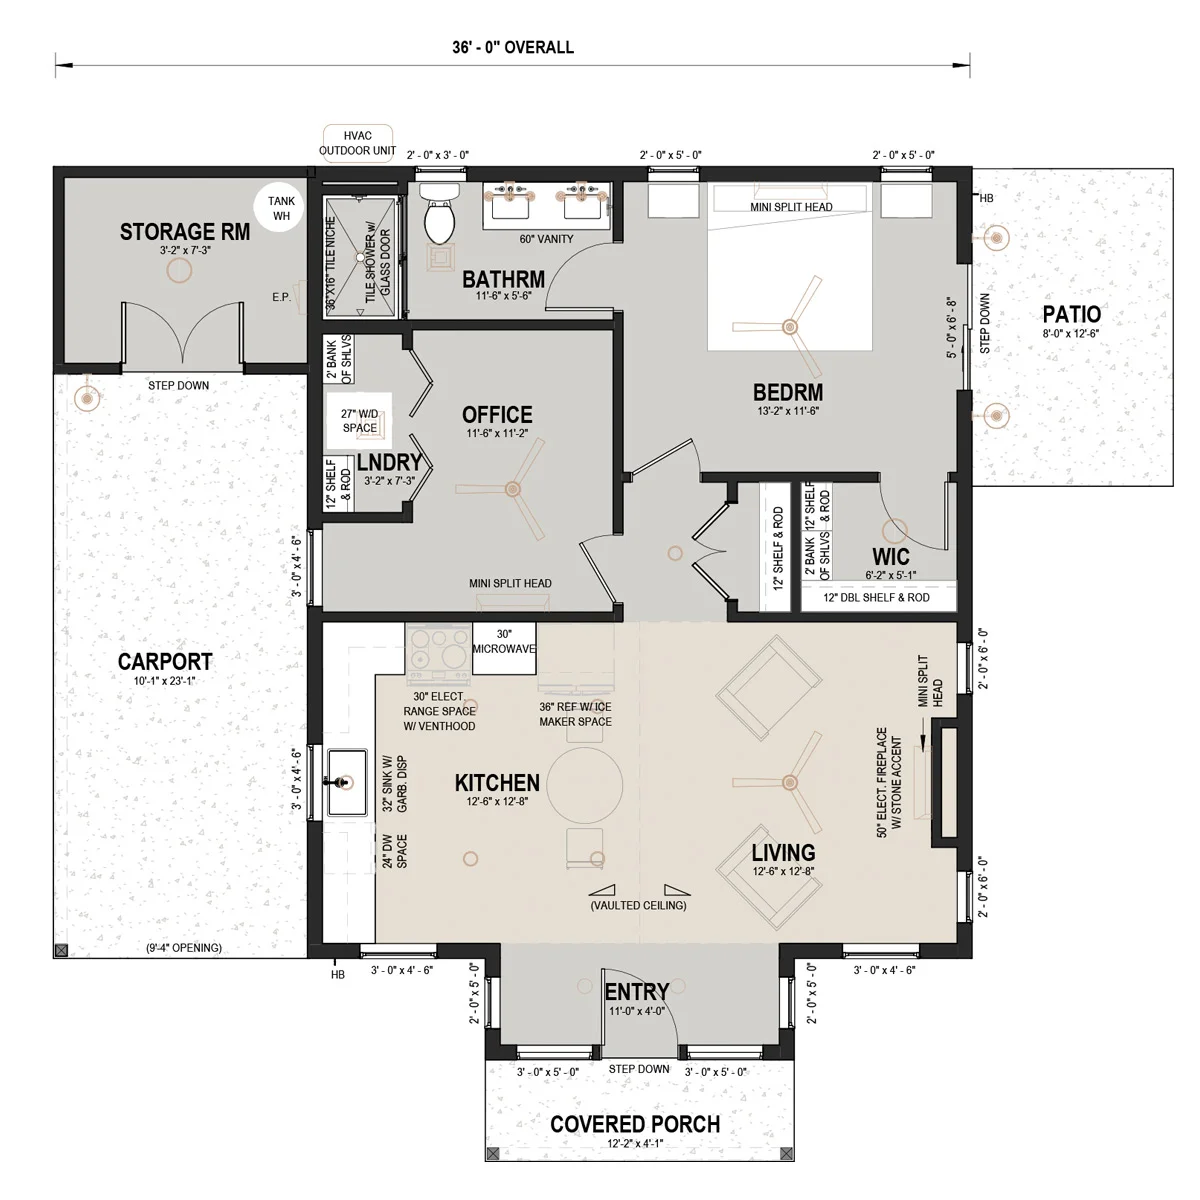 36' - 0" OVERALL
HVAC
OUTDOOR UNIT
2' - 0" x 3' - 0"
2' - 0" x 5' - 0"
2' - 0" x 5' - 0"
TANK
WH
STORAGE RM
3'-2" x 7'-3"
E.P.
STEP DOWN
36"X16" TILE NICHE
TILE SHOWER w/
GLASS DOOR
60" VANITY
BATHRM
11'-6" x 5'-6"
MINI SPLIT HEAD
HB
BEDRM
13'-2" x 11'-6"
5' - 0" x 6' - 8"
STEP DOWN
PATIO
8'-0" x 12'-6"
2' BANK
OF SHLVS
27" W/D
SPACE
LNDRY
3'-2" x 7'-3"
12" SHELF
& ROD
OFFICE
11'-6" x 11'-2"
MINI SPLIT HEAD
3' - 0" x 4' - 6"
12" SHELF & ROD
12" SHELF
& ROD
2' BANK
OF SHLVS
WIC
6'-2" x 5'-1"
12" DBL SHELF & ROD
CARPORT
10'-1" x 23'-1"
(9'-4" OPENING)
30"
MICROWAVE
30" ELECT.
RANGE SPACE
W/ VENTHOOD
36" REF W/ ICE
MAKER SPACE
3' - 0" x 4' - 6"
32" SINK W/
GARB. DISP
24" DW
SPACE
KITCHEN
12'-6" x 12'-8"
2' - 0" x 6' - 0"
MINI SPLIT
HEAD
50" ELECT. FIREPLACE
W/ STONE ACCENT
LIVING
12'-6" x 12'-8"
(VAULTED CEILING)
2' - 0" x 6' - 0"
HB
3' - 0" x 4' - 6"
3' - 0" x 4' - 6"
2' - 0" x 5' - 0"
2' - 0" x 5' - 0"
ENTRY
11'-0" x 4'-0"
3' - 0" x 5' - 0"
STEP DOWN
3' - 0" x 5' - 0"
COVERED PORCH
12'-2" x 4'-1"